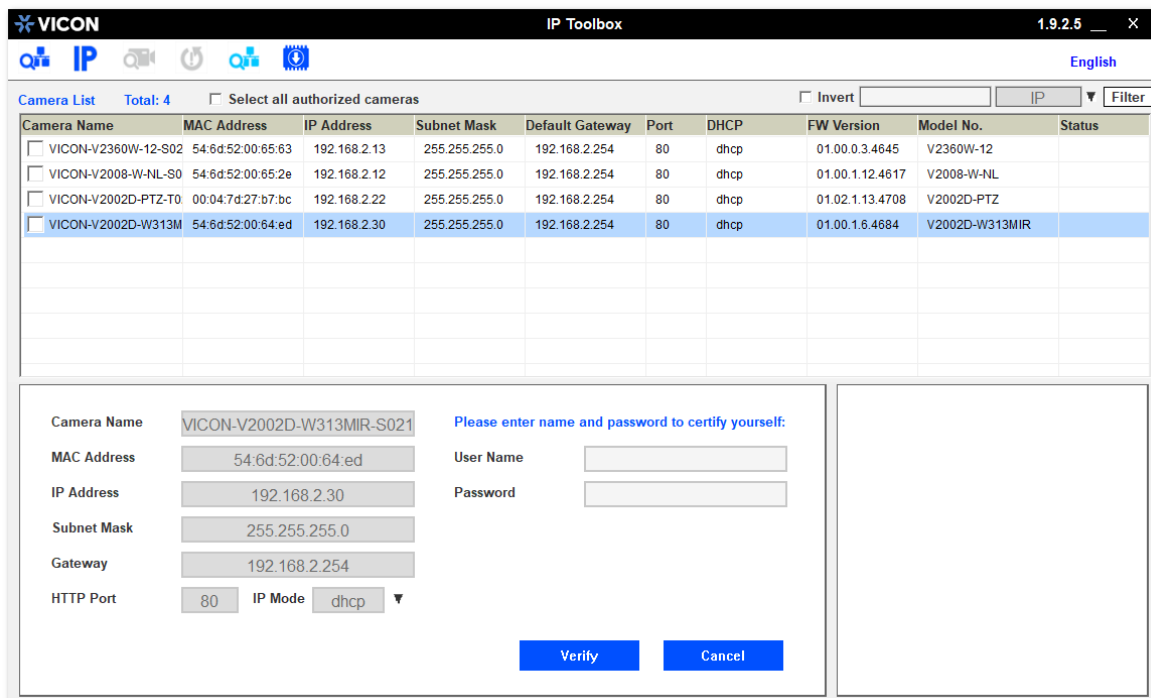 VICON IP Toolbox 1.9.2.5 __ X
IP
English
Camera List Total: 4 Select all authorized cameras Invert IP Filter
Camera Name MAC Address IP Address Subnet Mask Default Gateway Port DHCP FW Version Model No. Status
VICON-V2360W-12-S02 54:6d:52:00:65:63 192.168.2.13 255.255.255.0 192.168.2.254 80 dhcp 01.00.0.3.4645 V2360W-12
VICON-V2008-W-NL-S0 54:6d:52:00:65:2e 192.168.2.12 255.255.255.0 192.168.2.254 80 dhcp 01.00.1.12.4617 V2008-W-NL
VICON-V2002D-PTZ-T0 00:04:7d:27:b7:bc 192.168.2.22 255.255.255.0 192.168.2.254 80 dhcp 01.02.1.13.4708 V2002D-PTZ
VICON-V2002D-W313M 54:6d:52:00:64:ed 192.168.2.30 255.255.255.0 192.168.2.254 80 dhcp 01.00.1.6.4684 V2002D-W313MIR
Camera Name VICON-V2002D-W313MIR-S021 Please enter name and password to certify yourself:
MAC Address 54:6d:52:00:64:ed User Name
IP Address 192.168.2.30 Password
Subnet Mask 255.255.255.0
Gateway 192.168.2.254
HTTP Port 80 IP Mode dhcp
Verify Cancel